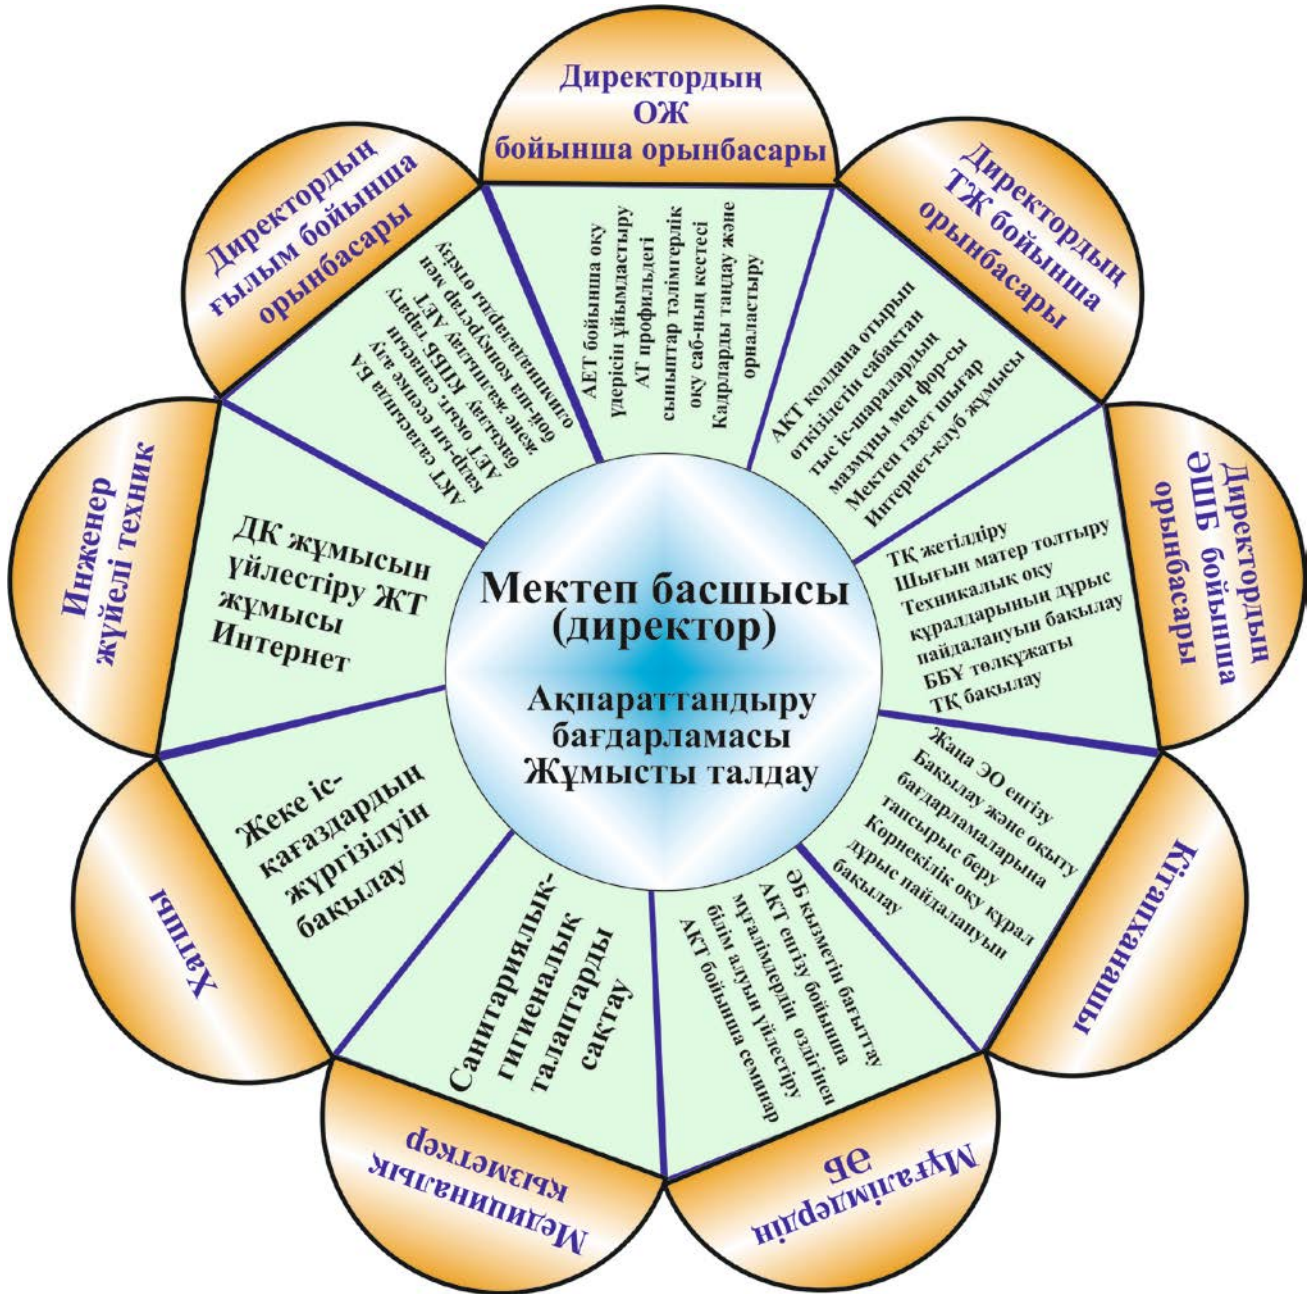 Директордың
ОЖ
бойынша орынбасары
АЕТ бойынша оқу
үдерісін ұйымдастыру
АТ профильдегі
сыныптар тәлімгерлік
оқу саб-ның кестесі
Кадрларды таңдау және
орналастыру
Директордың
ТЖ бойынша
орынбасары
АКТ қолдана отырып
өткізілетін сабақтан
тыс іс-шаралардың
мазмұны мен фор-сы
Мектеп газет шығар
Интернет-клуб жұмысы
Директордың
ӘШБ бойынша
орынбасары
ТҚ жетілдіру
Шығын матер толтыру
Техникалық оқу
құралдарының дұрыс
пайдалануын бақылау
ББҰ төлқұжаты
ТҚ бақылау
Кітапханашы
Жаңа ЭО енгізу
Бақылау және оқыту
бағдарламаларына
тапсырыс беру
Көрнекілік оқу құрал
дұрыс пайдалануын
бақылау
Мұғалімдердің
ӘБ
ӘБ қызметін бағыттау
АКТ енгізу бойынша
мұғалімдердің өздігінен
білім алуын үйлестіру
АКТ бойынша семинар
Медициналық
қызметкер
Санитариялық-
гигиеналық
талаптарды
сақтау
Хатшы
Жеке іс-
қағаздардың
жүргізілуін
бақылау
Инженер
жүйелі техник
ДК жұмысын
үйлестіру ЖТ
жұмысы
Интернет
Директордың
ғылым бойынша
орынбасары
АКТ саласында БА
кадр-ын есепке алу
АЕТ оқыт. сапасын
бақылау КПББ тарату
және жалпылау АЕТ
бой-ша конкурстар мен
олимпиадаларды өткізу
Мектеп басшысы
(директор)
Ақпараттандыру
бағдарламасы
Жұмысты талдау